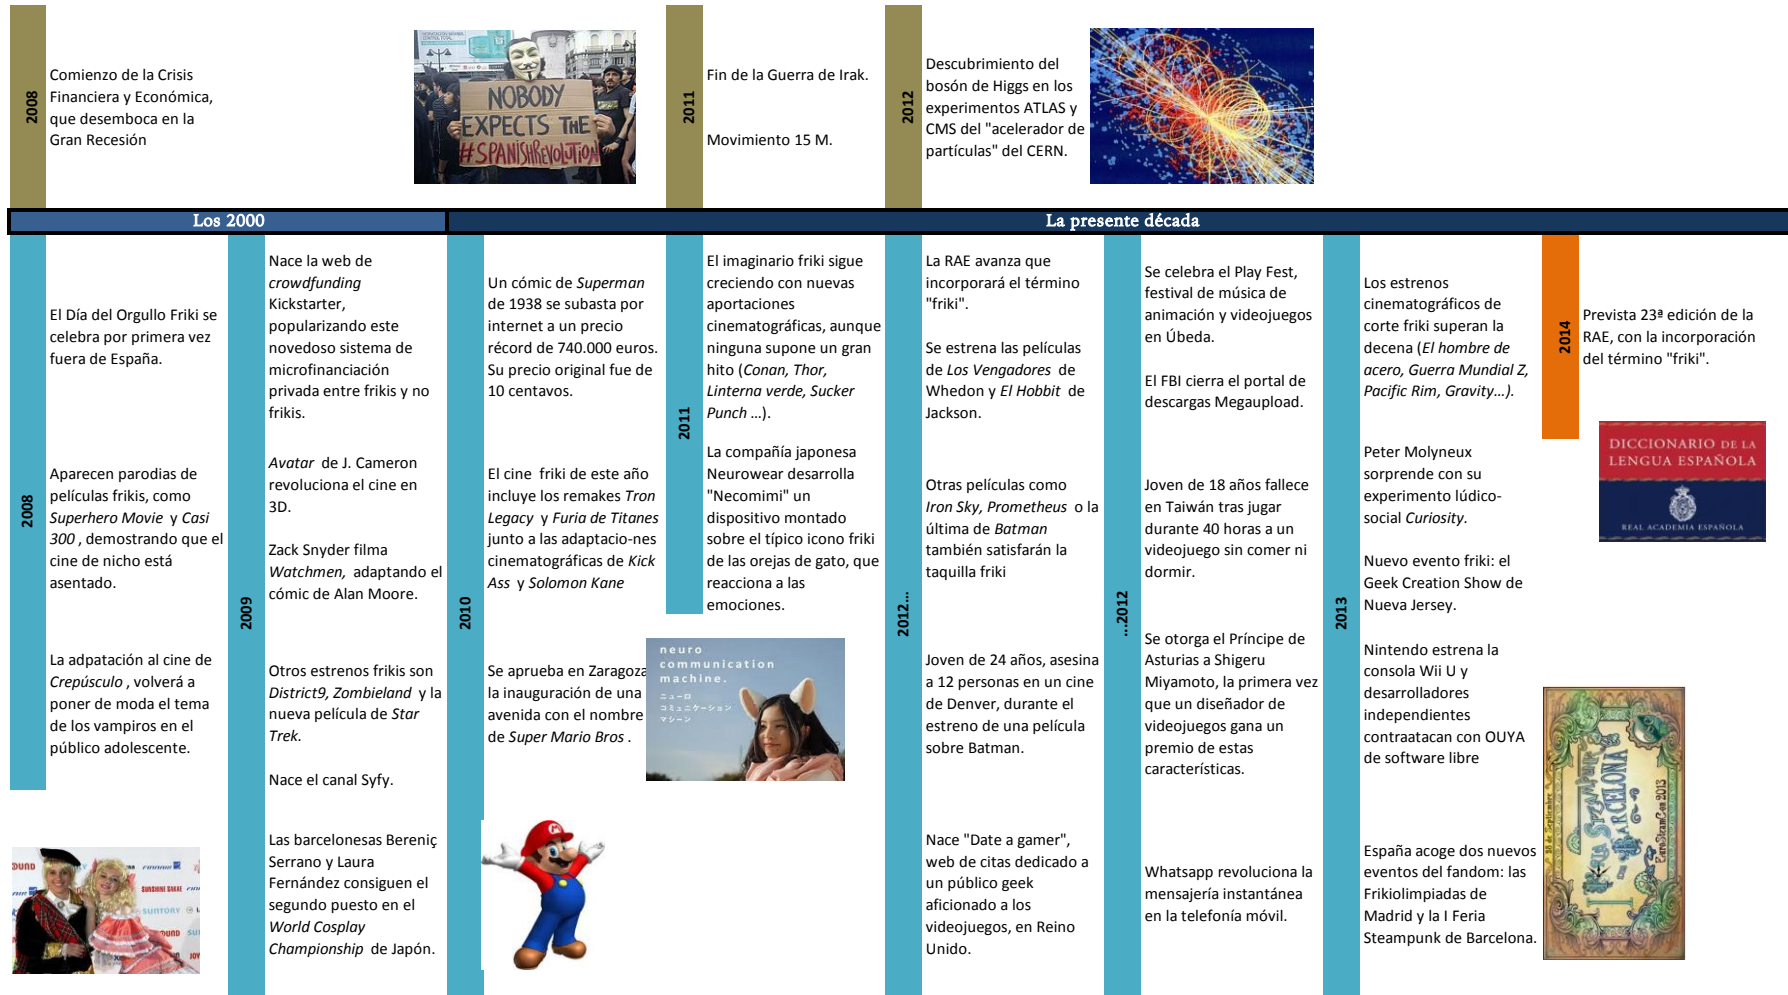 2008
Comienzo de la Crisis
Financiera y Económica,
que desemboca en la
Gran Recesión
NOBODY
EXPECTS THE
#SPANISHREVOLUTION
2011
Fin de la Guerra de Irak.
Movimiento 15 M.
2012
Descubrimiento del
bosón de Higgs en los
experimentos ATLAS y
CMS del "acelerador de
partículas" del CERN.
Los 2000
La presente década
2008
El Día del Orgullo Friki se
celebra por primera vez
fuera de España.
Aparecen parodias de
películas frikis, como
Superhero Movie y Casi
300 , demostrando que el
cine de nicho está
asentado.
La adpatación al cine de
Crepúsculo , volverá a
poner de moda el tema
de los vampiros en el
público adolescente.
SUNSHINE SAKAE
SUNTORY
2009
Nace la web de
crowdfunding
Kickstarter,
popularizando este
novedoso sistema de
microfinanciación
privada entre frikis y no
frikis.
Avatar de J. Cameron
revoluciona el cine en
3D.
Zack Snyder filma
Watchmen, adaptando el
cómic de Alan Moore.
Otros estrenos frikis son
District9, Zombieland y la
nueva película de Star
Trek.
Nace el canal Syfy.
Las barcelonesas Bereniç
Serrano y Laura
Fernández consiguen el
segundo puesto en el
World Cosplay
Championship de Japón.
2010
Un cómic de Superman
de 1938 se subasta por
internet a un precio
récord de 740.000 euros.
Su precio original fue de
10 centavos.
El cine friki de este año
incluye los remakes Tron
Legacy y Furia de Titanes
junto a las adaptacio-nes
cinematográficas de Kick
Ass y Solomon Kane
Se aprueba en Zaragoza
la inauguración de una
avenida con el nombre
de Super Mario Bros .
2011
El imaginario friki sigue
creciendo con nuevas
aportaciones
cinematográficas, aunque
ninguna supone un gran
hito (Conan, Thor,
Linterna verde, Sucker
Punch ...).
La compañía japonesa
Neurowear desarrolla
"Necomimi" un
dispositivo montado
sobre el típico icono friki
de las orejas de gato, que
reacciona a las
emociones.
neuro
communication
machine.
ニューロ
コミュニケーション
マシーン
2012...
La RAE avanza que
incorporará el término
"friki".
Se estrena las películas
de Los Vengadores de
Whedon y El Hobbit de
Jackson.
Otras películas como
Iron Sky, Prometheus o la
última de Batman
también satisfarán la
taquilla friki
Joven de 24 años, asesina
a 12 personas en un cine
de Denver, durante el
estreno de una película
sobre Batman.
Nace "Date a gamer",
web de citas dedicado a
un público geek
aficionado a los
videojuegos, en Reino
Unido.
...2012
Se celebra el Play Fest,
festival de música de
animación y videojuegos
en Úbeda.
El FBI cierra el portal de
descargas Megaupload.
Joven de 18 años fallece
en Taiwán tras jugar
durante 40 horas a un
videojuego sin comer ni
dormir.
Se otorga el Príncipe de
Asturias a Shigeru
Miyamoto, la primera vez
que un diseñador de
videojuegos gana un
premio de estas
características.
Whatsapp revoluciona la
mensajería instantánea
en la telefonía móvil.
2013
Los estrenos
cinematográficos de
corte friki superan la
decena (El hombre de
acero, Guerra Mundial Z,
Pacific Rim, Gravity...).
Peter Molyneux
sorprende con su
experimento lúdico-
social Curiosity.
Nuevo evento friki: el
Geek Creation Show de
Nueva Jersey.
Nintendo estrena la
consola Wii U y
desarrolladores
independientes
contraatacan con OUYA
de software libre
España acoge dos nuevos
eventos del fandom: las
Frikiolimpiadas de
Madrid y la I Feria
Steampunk de Barcelona.
2014
Prevista 23ª edición de la
RAE, con la incorporación
del término "friki".
DICCIONARIO DE LA
LENGUA ESPAÑOLA
REAL ACADEMIA ESPAÑOLA
BARCELONA
EuroSteamCon 2013